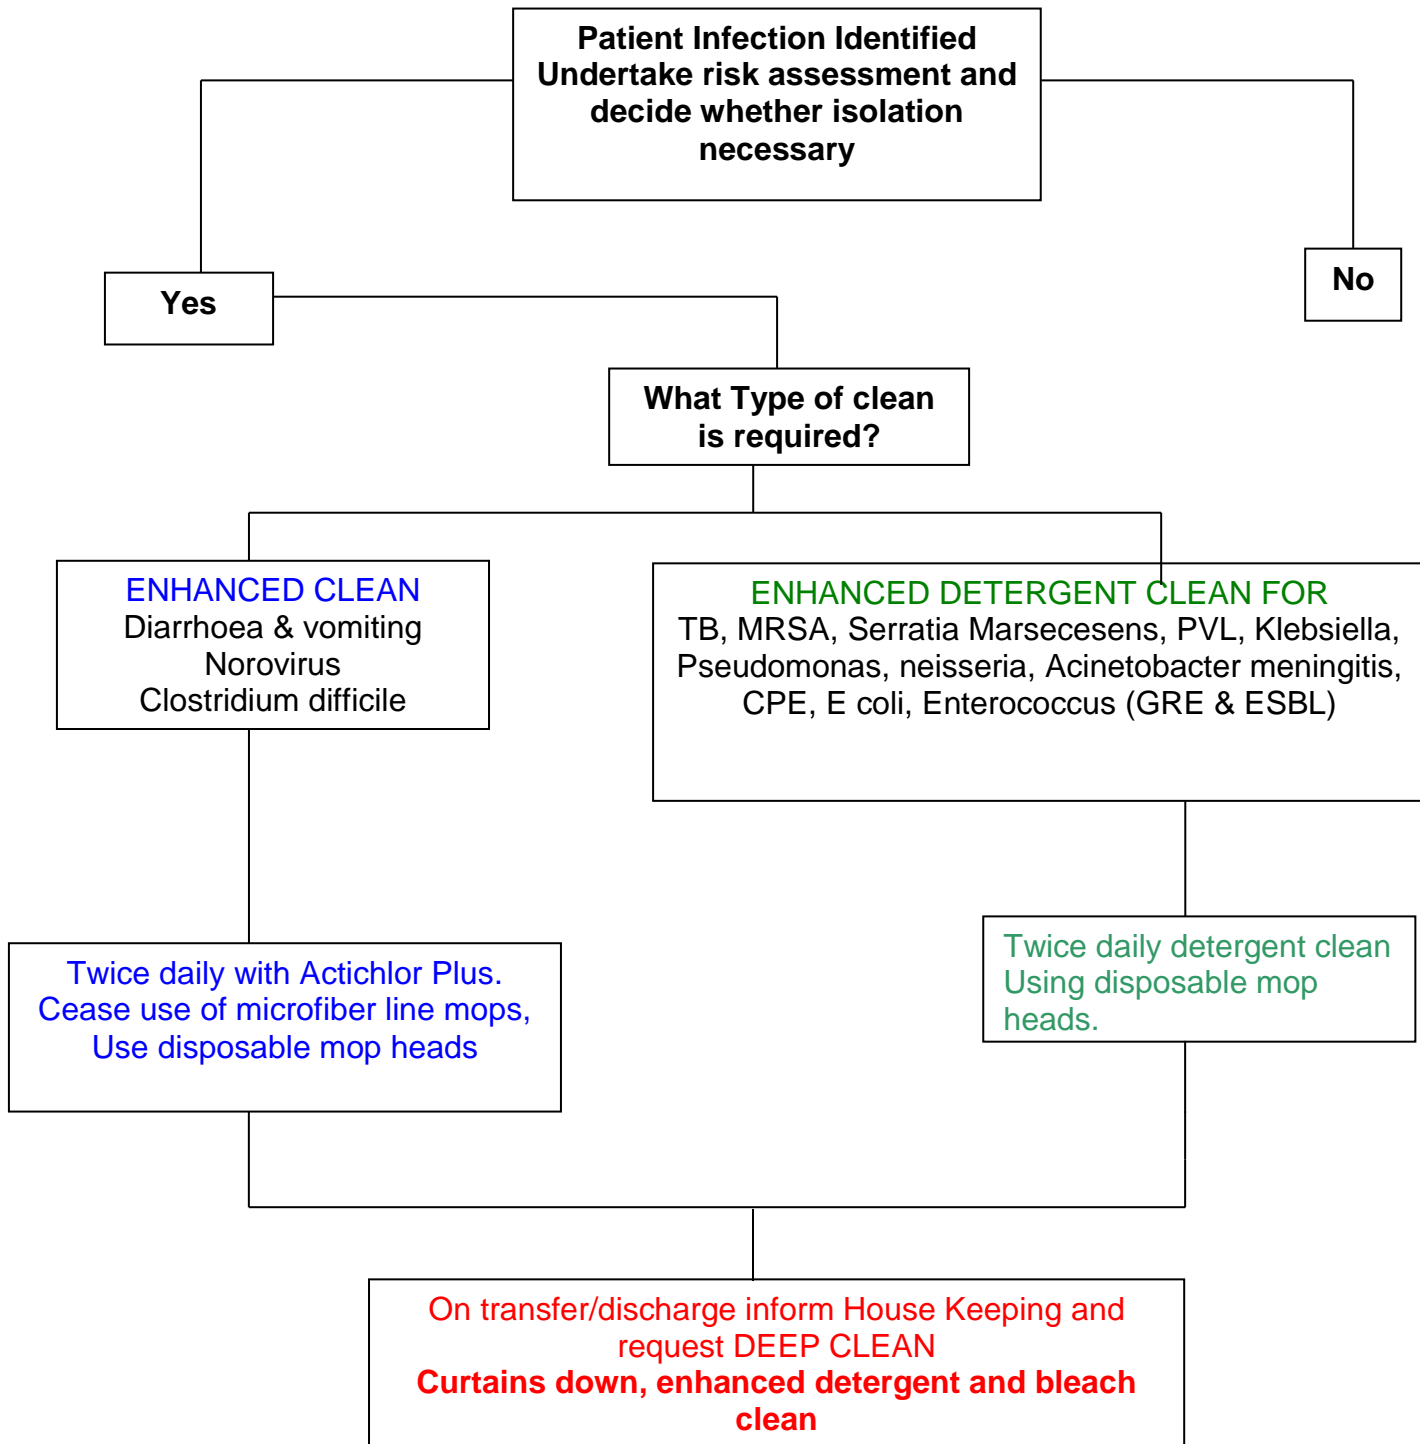 Patient Infection Identified
Undertake risk assessment and
decide whether isolation
necessary
Yes
No
What Type of clean
is required?
ENHANCED CLEAN
Diarrhoea & vomiting
Norovirus
Clostridium difficile
ENHANCED DETERGENT CLEAN FOR
TB, MRSA, Serratia Marsecesens, PVL, Klebsiella,
Pseudomonas, neisseria, Acinetobacter meningitis,
CPE, E coli, Enterococcus (GRE & ESBL)
Twice daily with Actichlor Plus.
Cease use of microfiber line mops,
Use disposable mop heads
Twice daily detergent clean
Using disposable mop
heads.
On transfer/discharge inform House Keeping and
request DEEP CLEAN
Curtains down, enhanced detergent and bleach
clean